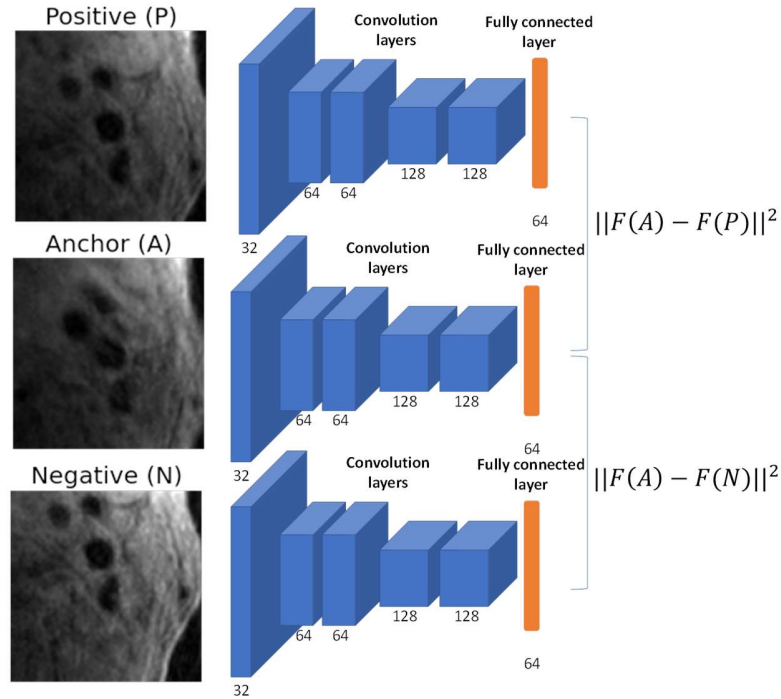 Positive (P)
Convolution
layers
Fully connected
layer
32
64
64
128
128
64
||F(A) − F(P)||²
Anchor (A)
Convolution
layers
Fully connected
layer
32
64
64
128
128
64
||F(A) − F(N)||²
Negative (N)
Convolution
layers
Fully connected
layer
32
64
64
128
128
64